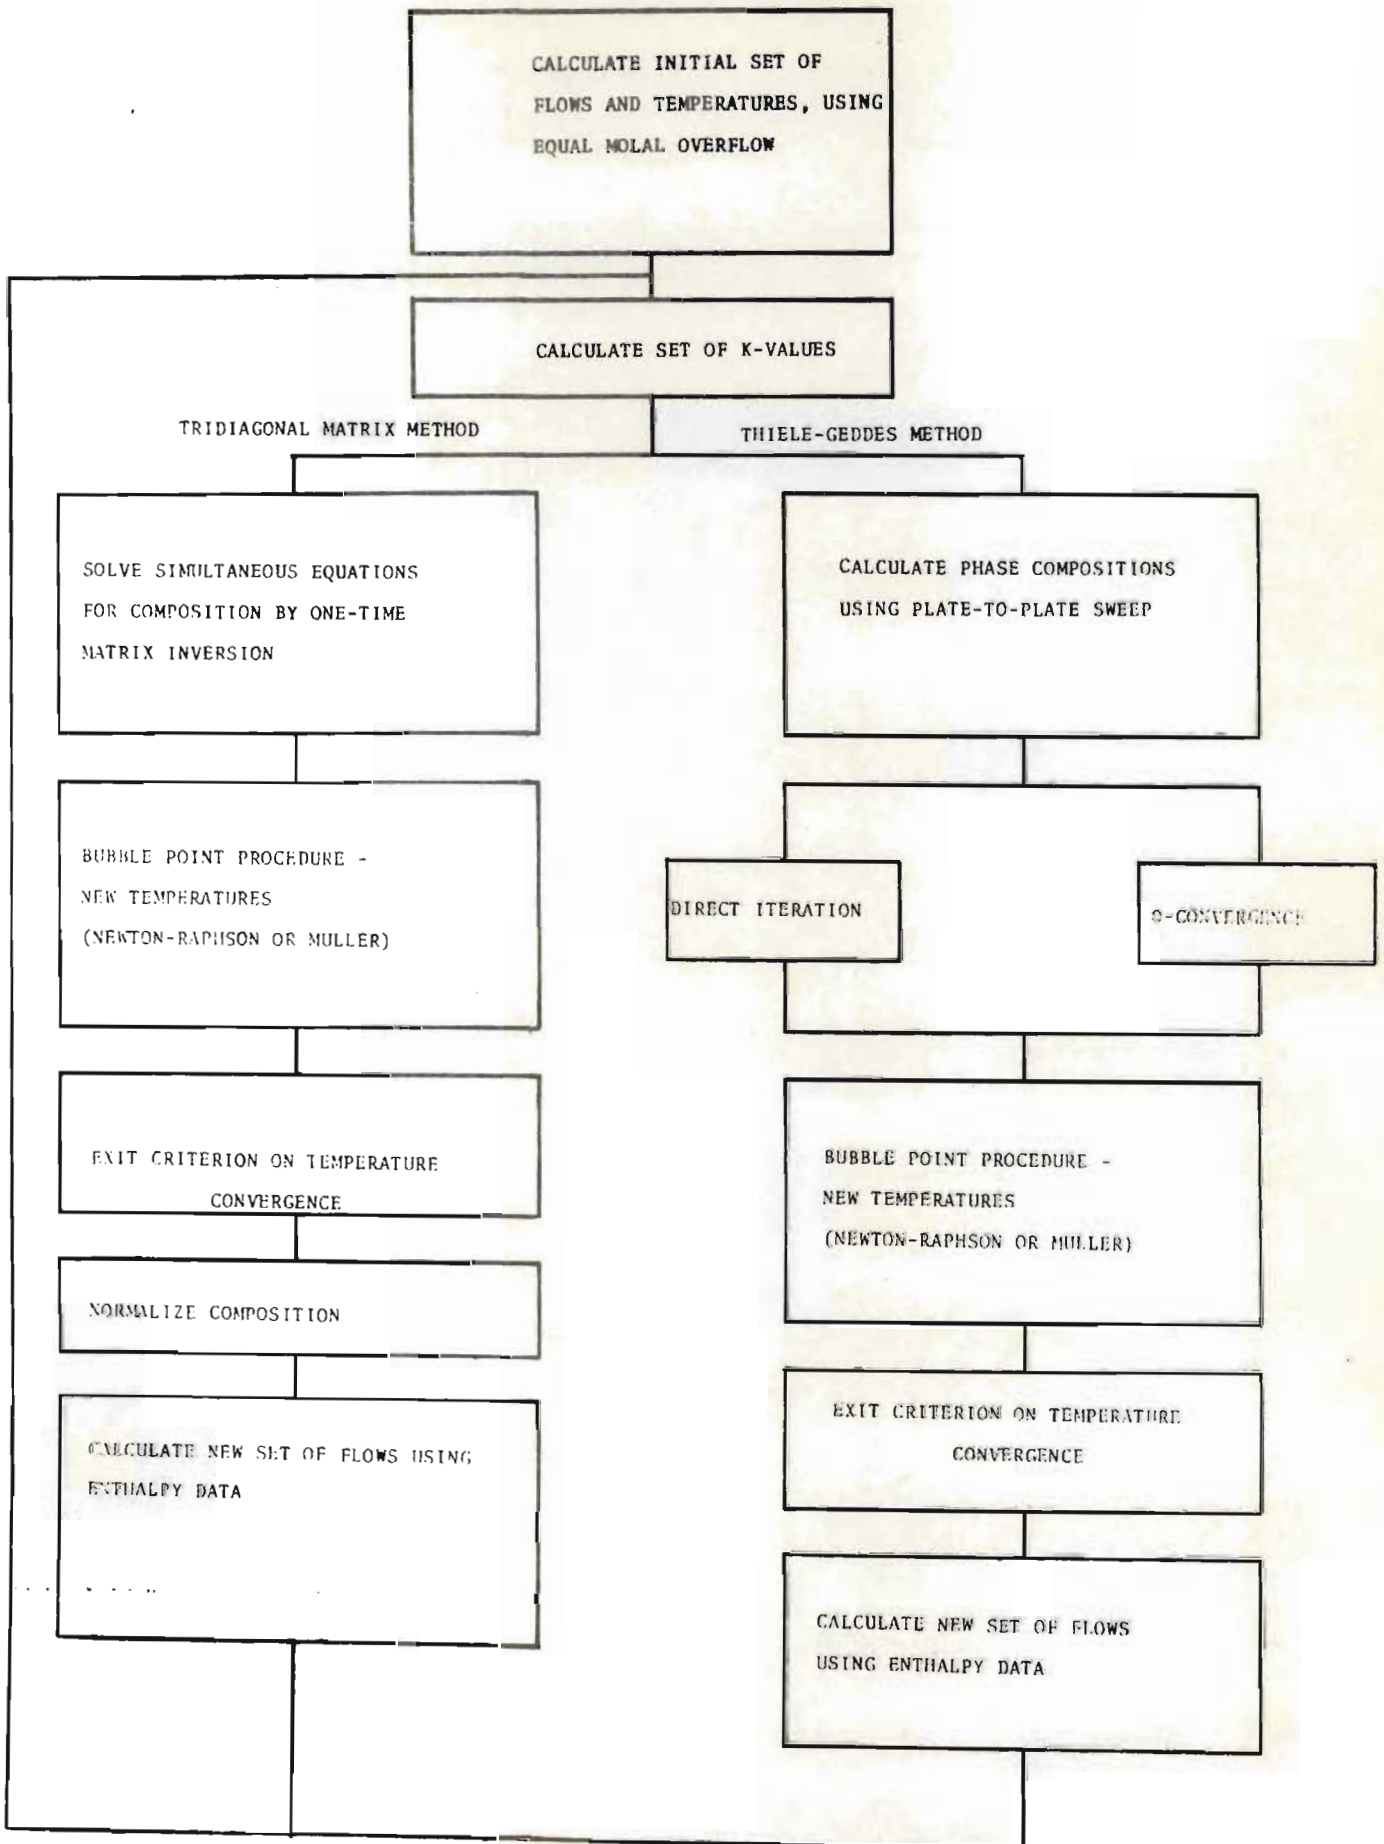 CALCULATE INITIAL SET OF
FLOWS AND TEMPERATURES, USING
EQUAL MOLAL OVERFLOW
CALCULATE SET OF K-VALUES
TRIDIAGONAL MATRIX METHOD
THIELE-GEDDES METHOD
SOLVE SIMULTANEOUS EQUATIONS
FOR COMPOSITION BY ONE-TIME
MATRIX INVERSION
BUBBLE POINT PROCEDURE -
NEW TEMPERATURES
(NEWTON-RAPHSON OR MULLER)
EXIT CRITERION ON TEMPERATURE
CONVERGENCE
NORMALIZE COMPOSITION
CALCULATE NEW SET OF FLOWS USING
ENTHALPY DATA
CALCULATE PHASE COMPOSITIONS
USING PLATE-TO-PLATE SWEEP
DIRECT ITERATION
Θ-CONVERGENCE
BUBBLE POINT PROCEDURE -
NEW TEMPERATURES
(NEWTON-RAPHSON OR MULLER)
EXIT CRITERION ON TEMPERATURE
CONVERGENCE
CALCULATE NEW SET OF FLOWS
USING ENTHALPY DATA